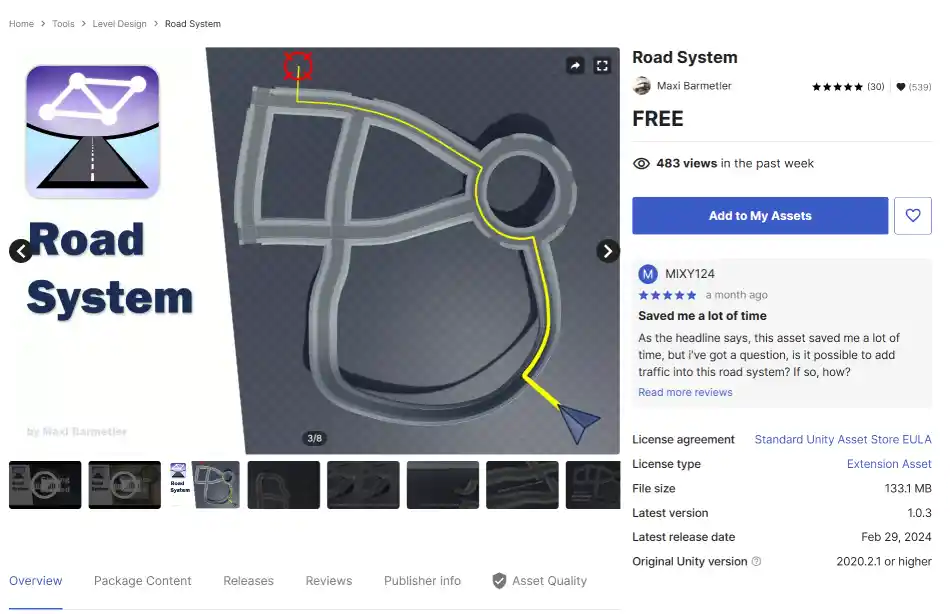 Home > Tools > Level Design > Road System
Road
System
by Maxi Barmetler
3/8
Road
System
Overview
Package Content
Releases
Reviews
Publisher info
Asset Quality
Road System
Maxi Barmetler
(30)
(539)
FREE
483 views in the past week
Add to My Assets
M MIXY124
a month ago
Saved me a lot of time
As the headline says, this asset saved me a lot of
time, but i've got a question, is it possible to add
traffic into this road system? If so, how?
Read more reviews
License agreement Standard Unity Asset Store EULA
License type Extension Asset
File size 133.1 MB
Latest version 1.0.3
Latest release date Feb 29, 2024
Original Unity version 2020.2.1 or higher